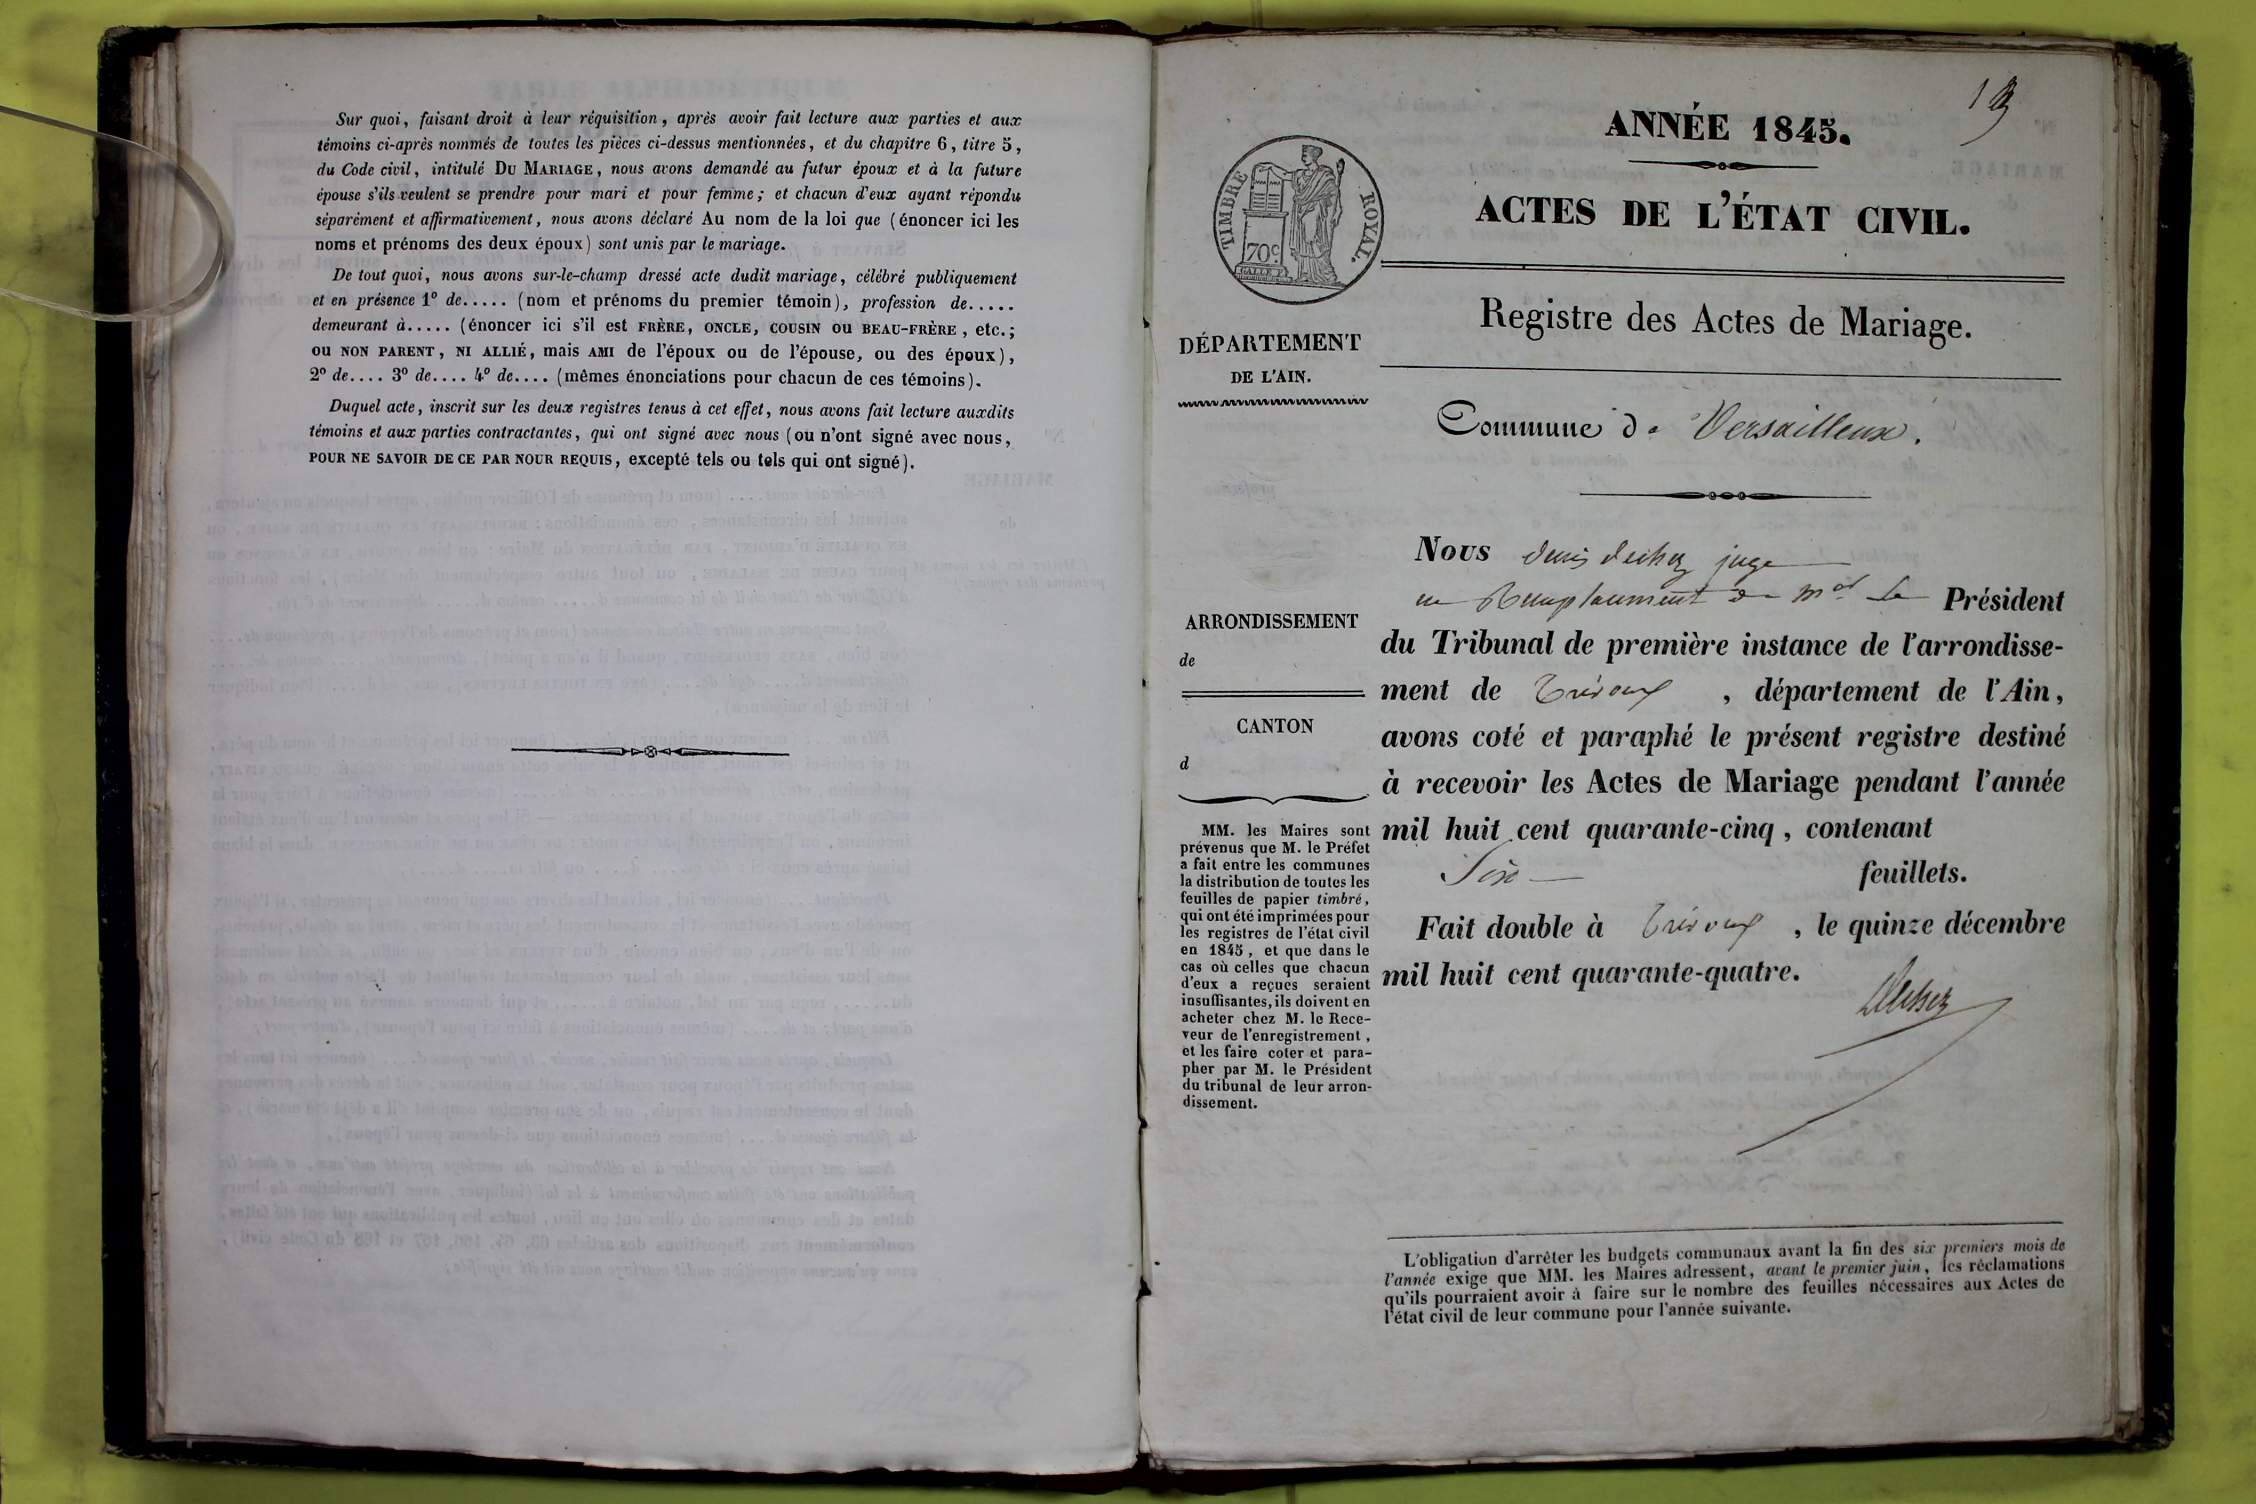 Sur quoi, faisant droit à leur réquisition, après avoir fait lecture aux parties et aux
témoins ci-après nommés de toutes les pièces ci-dessus mentionnées, et du chapitre 6, titre 5,
du Code civil, intitulé DU MARIAGE, nous avons demandé au futur époux et à la future
épouse s'ils veulent se prendre pour mari et pour femme; et chacun d'eux ayant répondu
séparément et affirmativement, nous avons déclaré Au nom de la loi que (énoncer ici les
noms et prénoms des deux époux) sont unis par le mariage.
De tout quoi, nous avons sur-le-champ dressé acte dudit mariage, célébré publiquement
et en présence 1º de..... (nom et prénoms du premier témoin), profession de.....
demeurant à..... (énoncer ici s'il est FRÈRE, ONCLE, COUSIN OU BEAU-FRÈRE, etc.;
OU NON PARENT, NI ALLIÉ, mais AMI de l'époux ou de l'épouse, ou des époux),
2º de.... 3º de.... 4º de.... (mêmes énonciations pour chacun de ces témoins).
Duquel acte, inscrit sur les deux registres tenus à cet effet, nous avons fait lecture auxdits
témoins et aux parties contractantes, qui ont signé avec nous (ou n'ont signé avec nous,
POUR NE SAVOIR DE CE PAR NOUR REQUIS, excepté tels ou tels qui ont signé).
ANNÉE 1845.
TIMBRE ROYAL.
70c
ACTES DE L'ÉTAT CIVIL.
Registre des Actes de Mariage.
DÉPARTEMENT
DE L'AIN.
Commune de Versailleux.
ARRONDISSEMENT
de
CANTON
d
MM. les Maires sont
prévenus que M. le Préfet
a fait entre les communes
la distribution de toutes les
feuilles de papier timbré,
qui ont été imprimées pour
les registres de l'état civil
en 1845, et que dans le
cas où celles que chacun
d'eux a reçues seraient
insuffisantes, ils doivent en
acheter chez M. le Rece-
veur de l'enregistrement,
et les faire coter et para-
pher par M. le Président
du tribunal de leur arron-
dissement.
Nous juge
en Remplacement de Mr le Président
du Tribunal de première instance de l'arrondisse-
ment de Trévoux, département de l'Ain,
avons coté et paraphé le présent registre destiné
à recevoir les Actes de Mariage pendant l'année
mil huit cent quarante-cinq, contenant
Six feuillets.
Fait double à Trévoux, le quinze décembre
mil huit cent quarante-quatre.
L'obligation d'arrêter les budgets communaux avant la fin des six premiers mois de
l'année exige que MM. les Maires adressent, avant le premier juin, les réclamations
qu'ils pourraient avoir à faire sur le nombre des feuilles nécessaires aux Actes de
l'état civil de leur commune pour l'année suivante.